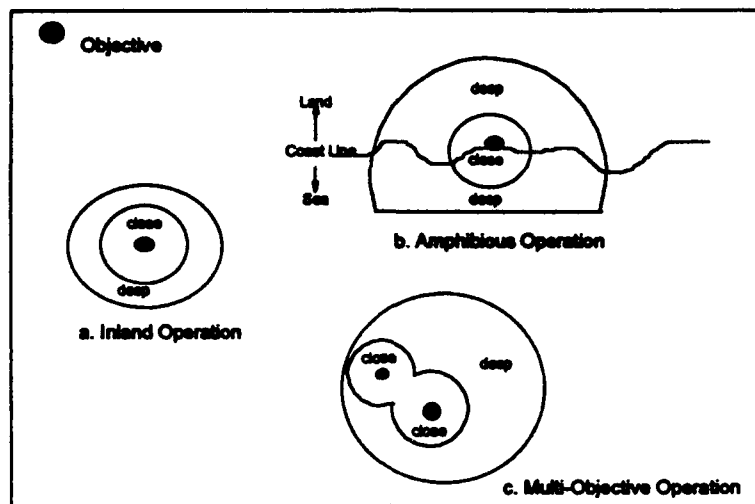 Objective
deep
Land
Coast Line
close
Sea
deep
b. Amphibious Operation
close
deep
a. Inland Operation
close
deep
close
c. Multi-Objective Operation